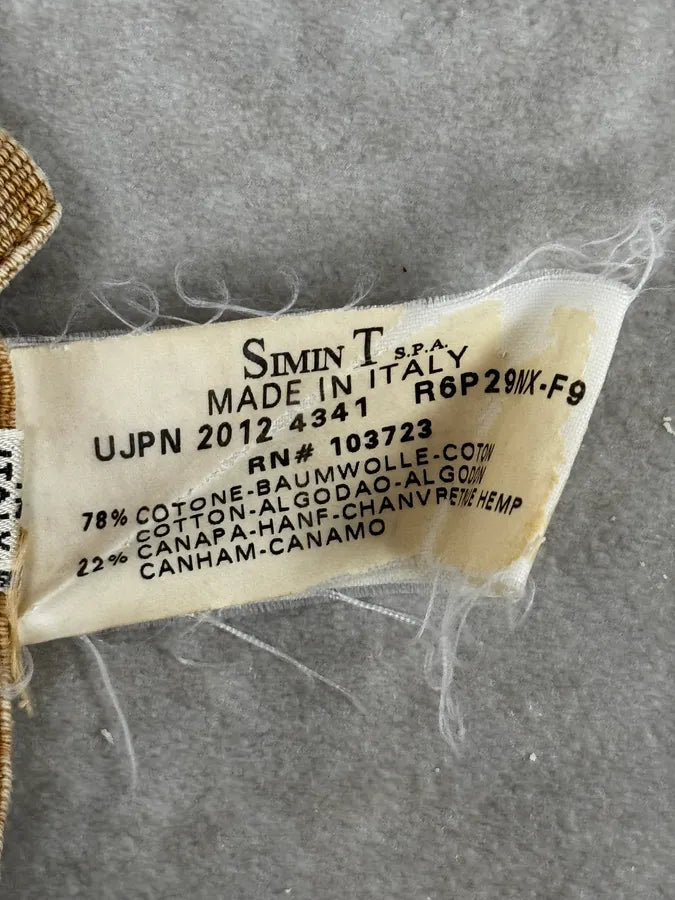 SIMIN T S.P.A.
MADE IN ITALY
UJPN 2012 4341 R6P29NX-F9
RN# 103723
78% COTONE-BAUMWOLLE-COTON
COTTON-ALGODAO-ALGODON
22% CANAPA-HANF-CHANVRE TRUE HEMP
CANHAM-CANAMO